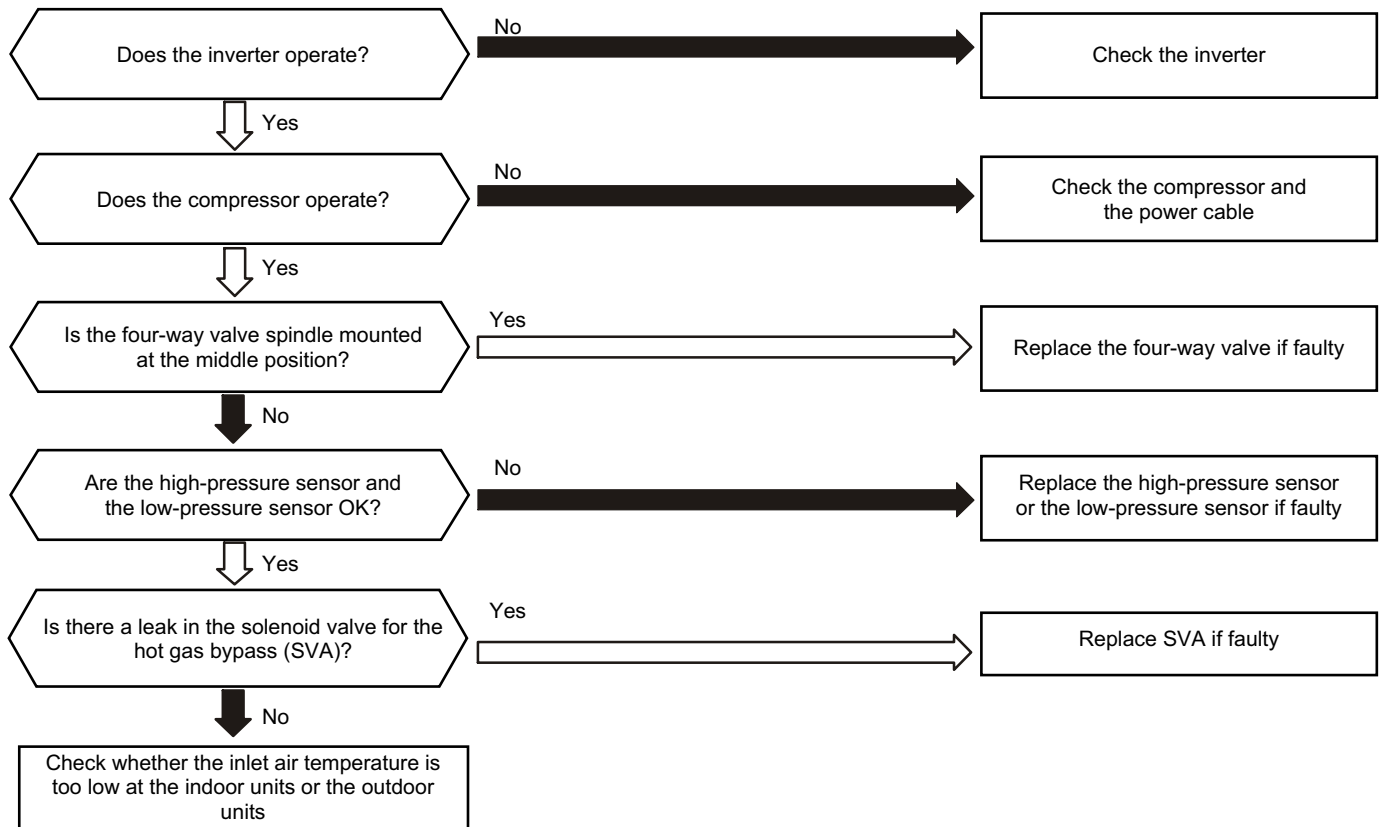 Does the inverter operate?
No
Check the inverter
Yes
Does the compressor operate?
No
Check the compressor and
the power cable
Yes
Is the four-way valve spindle mounted
at the middle position?
Yes
Replace the four-way valve if faulty
No
Are the high-pressure sensor and
the low-pressure sensor OK?
No
Replace the high-pressure sensor
or the low-pressure sensor if faulty
Yes
Is there a leak in the solenoid valve for the
hot gas bypass (SVA)?
Yes
Replace SVA if faulty
No
Check whether the inlet air temperature is
too low at the indoor units or the outdoor
units